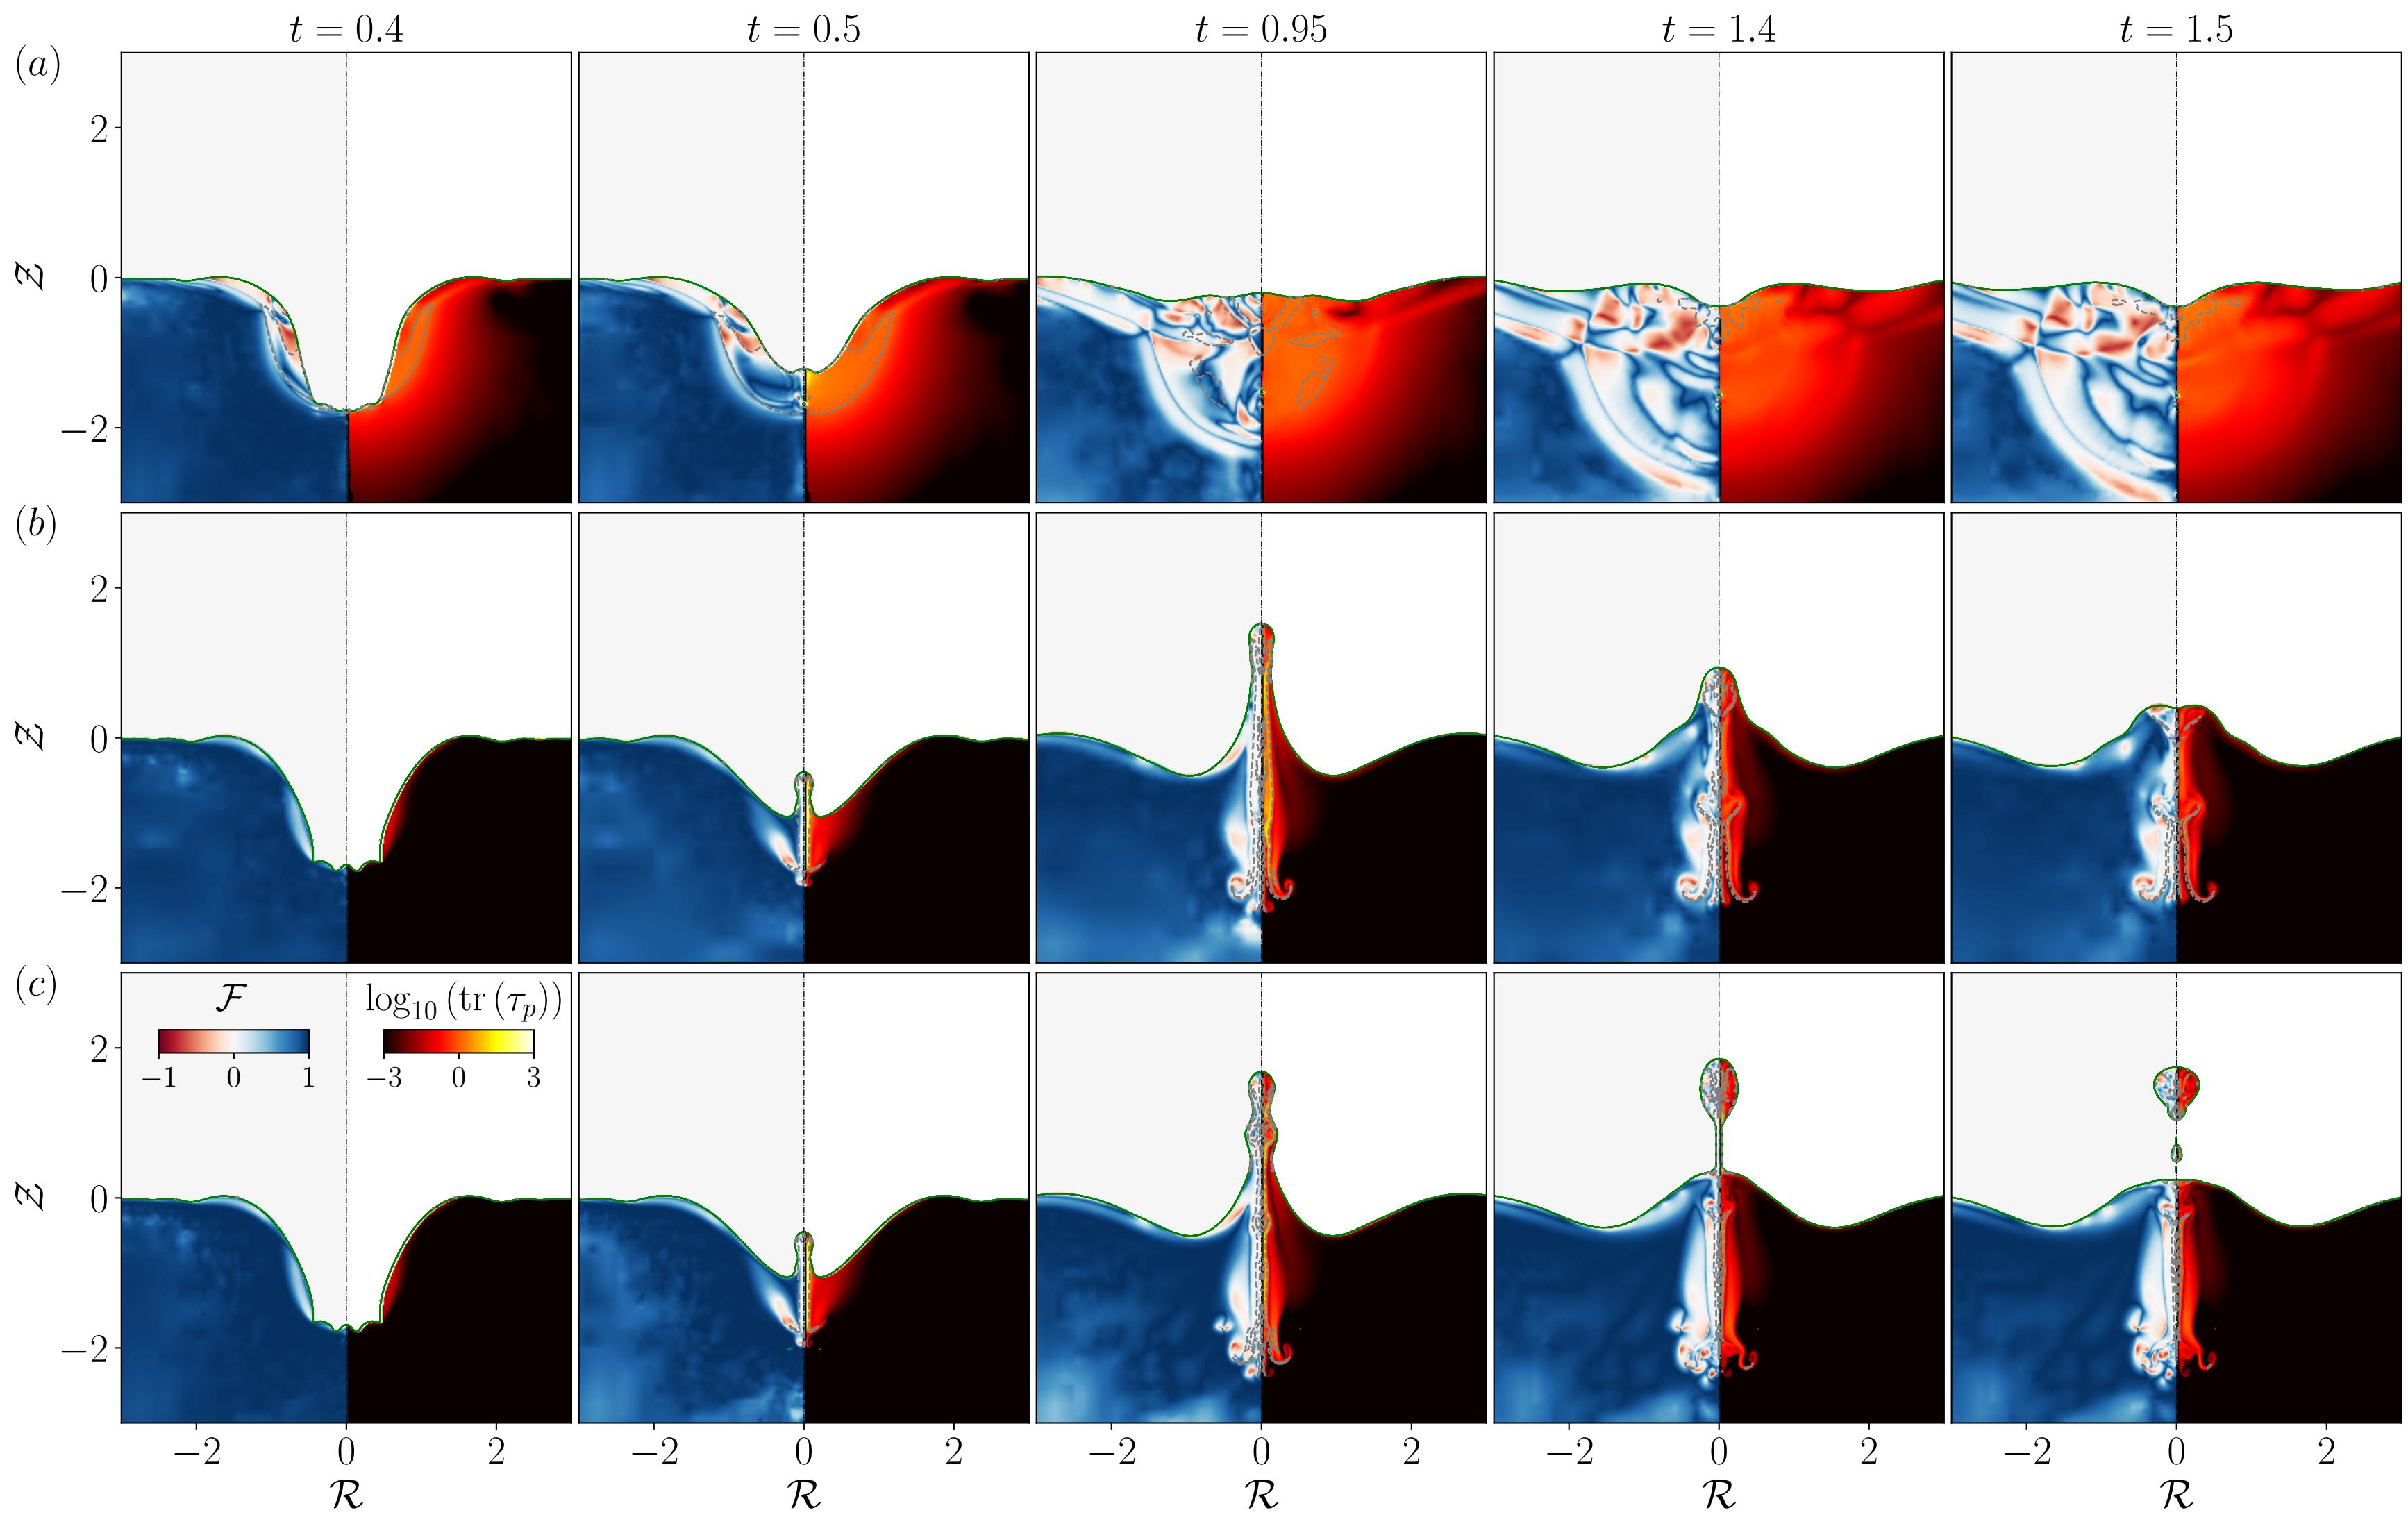 t = 0.4 t = 0.5 t = 0.95 t = 1.4 t = 1.5
(a)
2
𝒵 0
−2
(b)
2
𝒵 0
−2
(c)
ℱ log₁₀ (tr (τₚ))
−1 0 1 −3 0 3
2
𝒵 0
−2
−2 0 2 −2 0 2 −2 0 2 −2 0 2 −2 0 2
ℛ ℛ ℛ ℛ ℛ